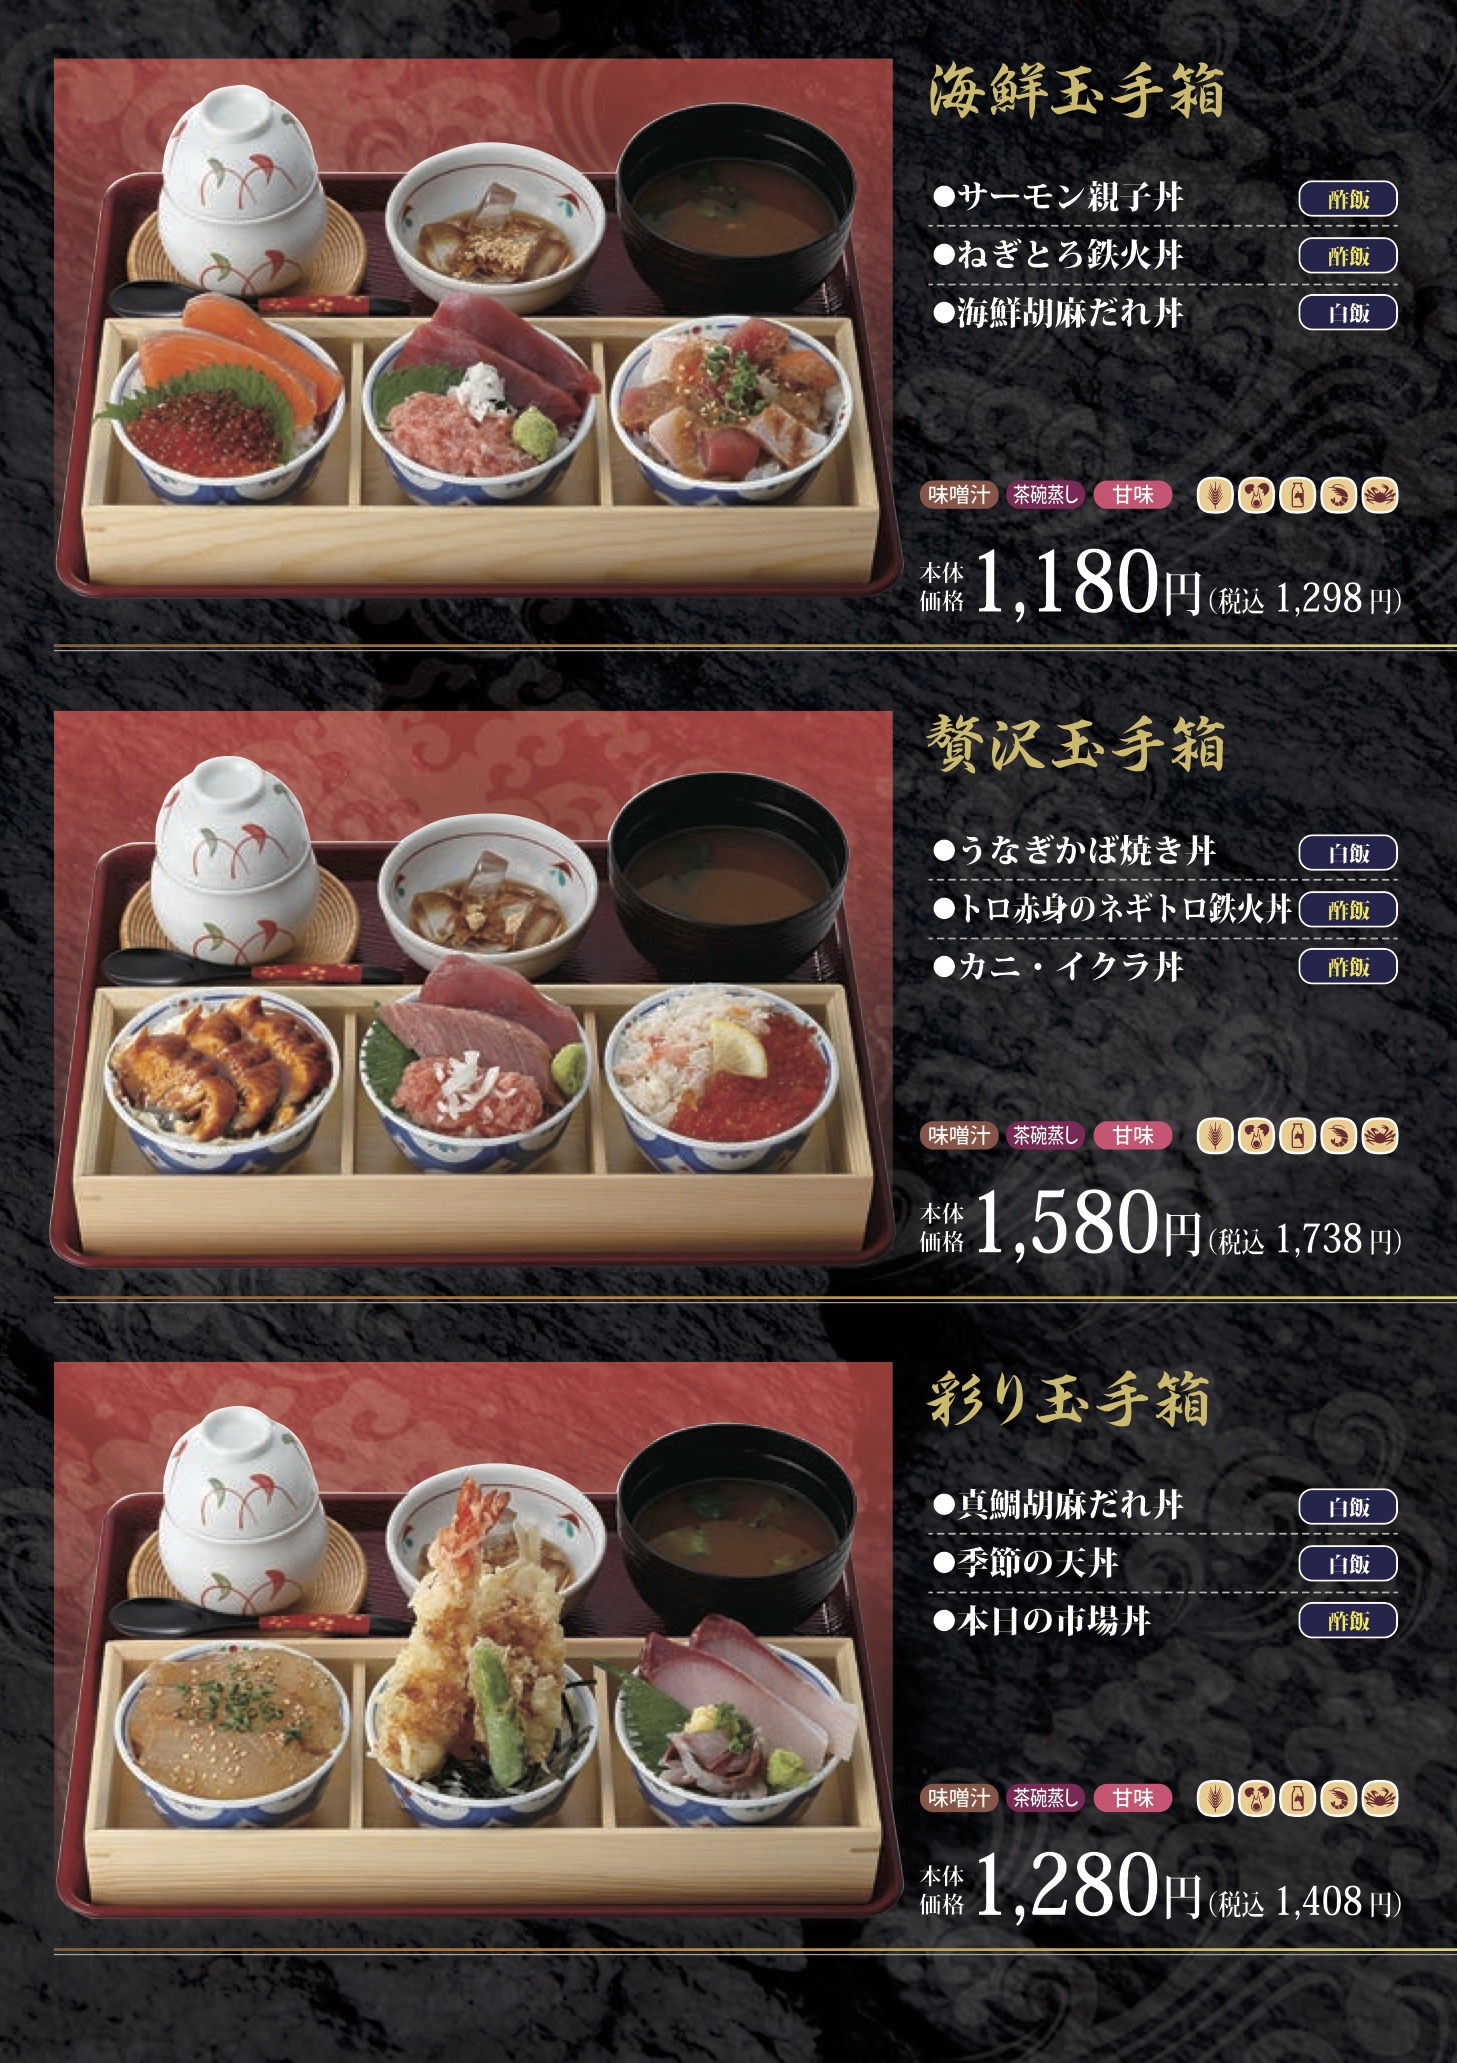 海鮮玉手箱
●サーモン親子丼 酢飯
●ねぎとろ鉄火丼 酢飯
●海鮮胡麻だれ丼 白飯
味噌汁 茶碗蒸し 甘味
本体価格 1,180円(税込 1,298円)
贅沢玉手箱
●うなぎかば焼き丼 白飯
●トロ赤身のネギトロ鉄火丼 酢飯
●カニ・イクラ丼 酢飯
味噌汁 茶碗蒸し 甘味
本体価格 1,580円(税込 1,738円)
彩り玉手箱
●真鯛胡麻だれ丼 白飯
●季節の天丼 白飯
●本日の市場丼 酢飯
味噌汁 茶碗蒸し 甘味
本体価格 1,280円(税込 1,408円)